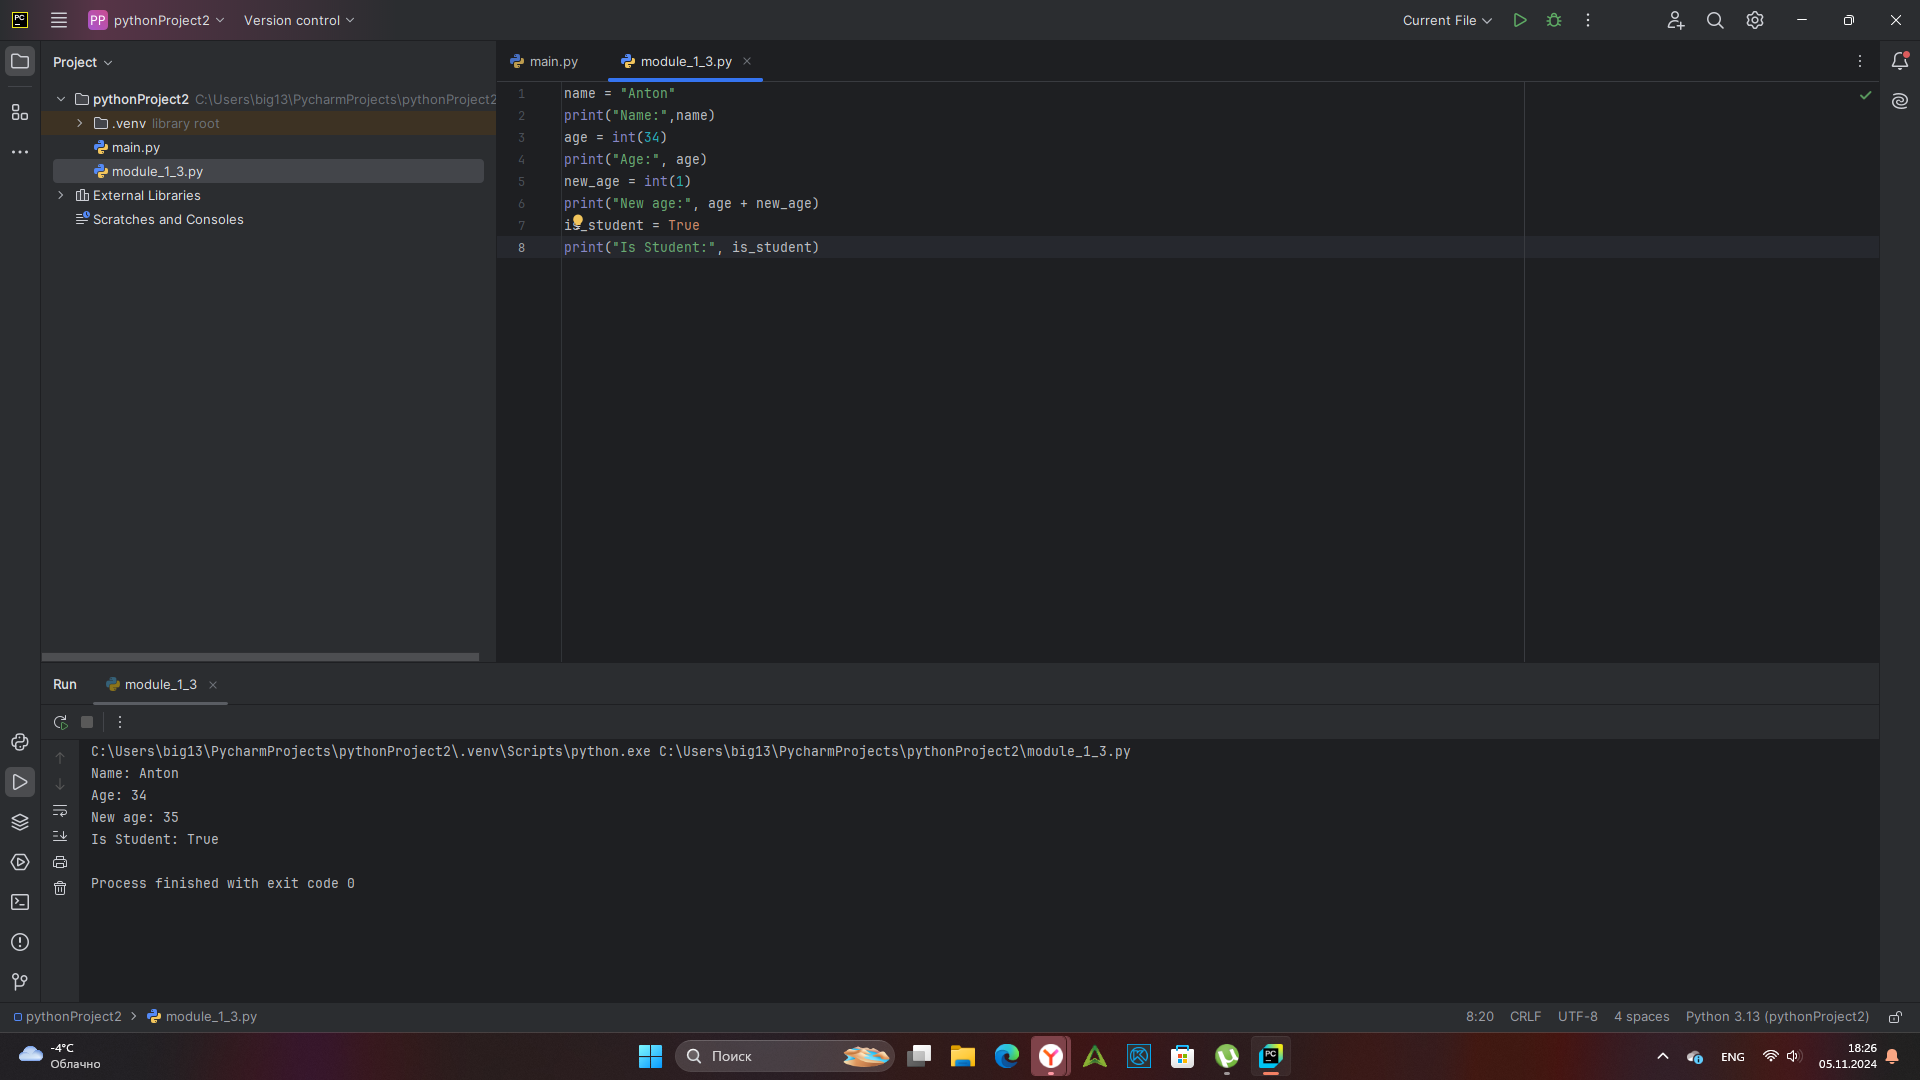 PC
PP pythonProject2 Version control Current File
Project
main.py module_1_3.py
pythonProject2 C:\Users\big13\PycharmProjects\pythonProject2
.venv library root
main.py
module_1_3.py
External Libraries
Scratches and Consoles
1 name = "Anton"
2 print("Name:",name)
3 age = int(34)
4 print("Age:", age)
5 new_age = int(1)
6 print("New age:", age + new_age)
7 is_student = True
8 print("Is Student:", is_student)
Run module_1_3
C:\Users\big13\PycharmProjects\pythonProject2\.venv\Scripts\python.exe C:\Users\big13\PycharmProjects\pythonProject2\module_1_3.py
Name: Anton
Age: 34
New age: 35
Is Student: True
Process finished with exit code 0
pythonProject2 module_1_3.py 8:20 CRLF UTF-8 4 spaces Python 3.13 (pythonProject2)
-4°C
Облачно
Поиск
ENG
18:26
05.11.2024